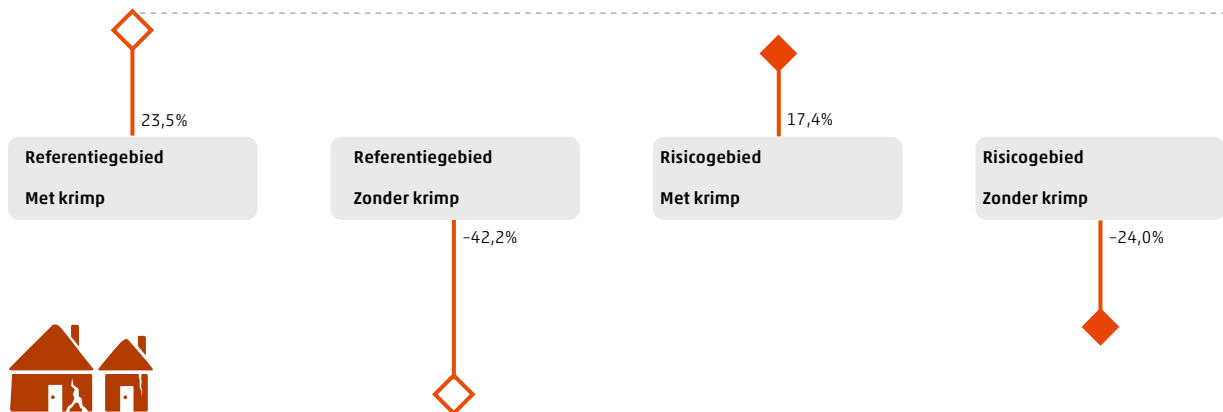 23,5%
17,4%
Referentiegebied
Met krimp
Referentiegebied
Zonder krimp
Risicogebied
Met krimp
Risicogebied
Zonder krimp
–42,2%
–24,0%